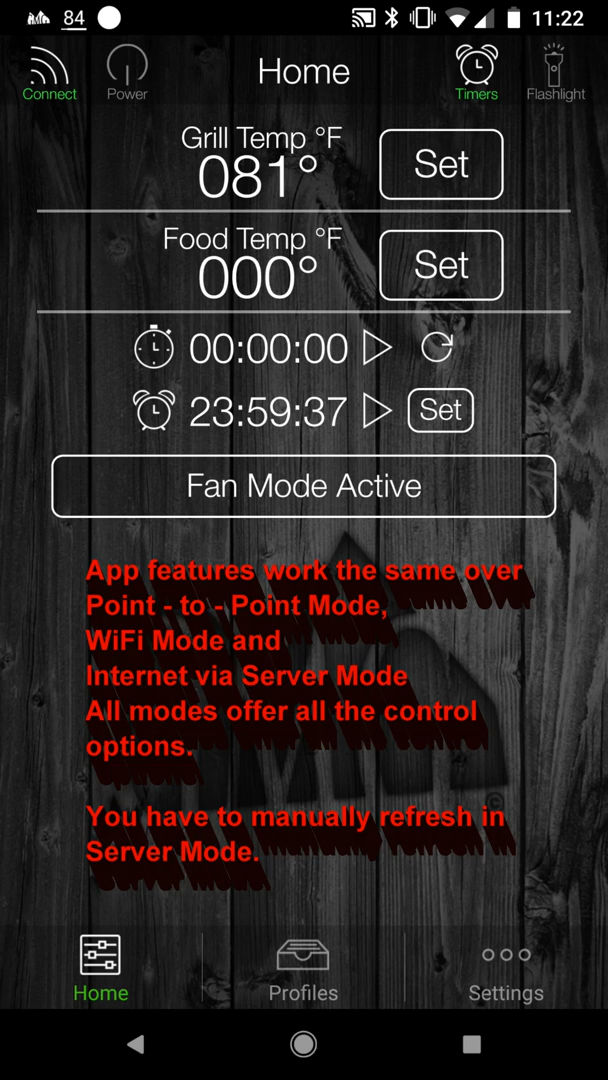 84 11:22
Home
Connect Power Timers Flashlight
Grill Temp °F
081° Set
Food Temp °F
000° Set
00:00:00
23:59:37 Set
Fan Mode Active
App features work the same over
Point - to - Point Mode,
WiFi Mode and
Internet via Server Mode
All modes offer all the control
options.
You have to manually refresh in
Server Mode.
Home Profiles Settings